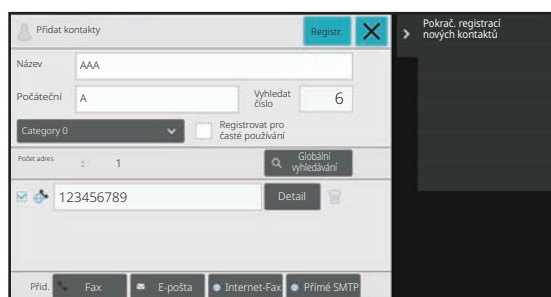 Přidat kontakty
Registr.
Název
AAA
Počáteční
A
Vyhledat
číslo
6
Category 0
Registrovat pro
časté používání
Počet adres : 1
Globální
vyhledávání
123456789
Detail
Přid.
Fax
E-pošta
Internet-Fax
Přímé SMTP
Pokrač. registrací
nových kontaktů